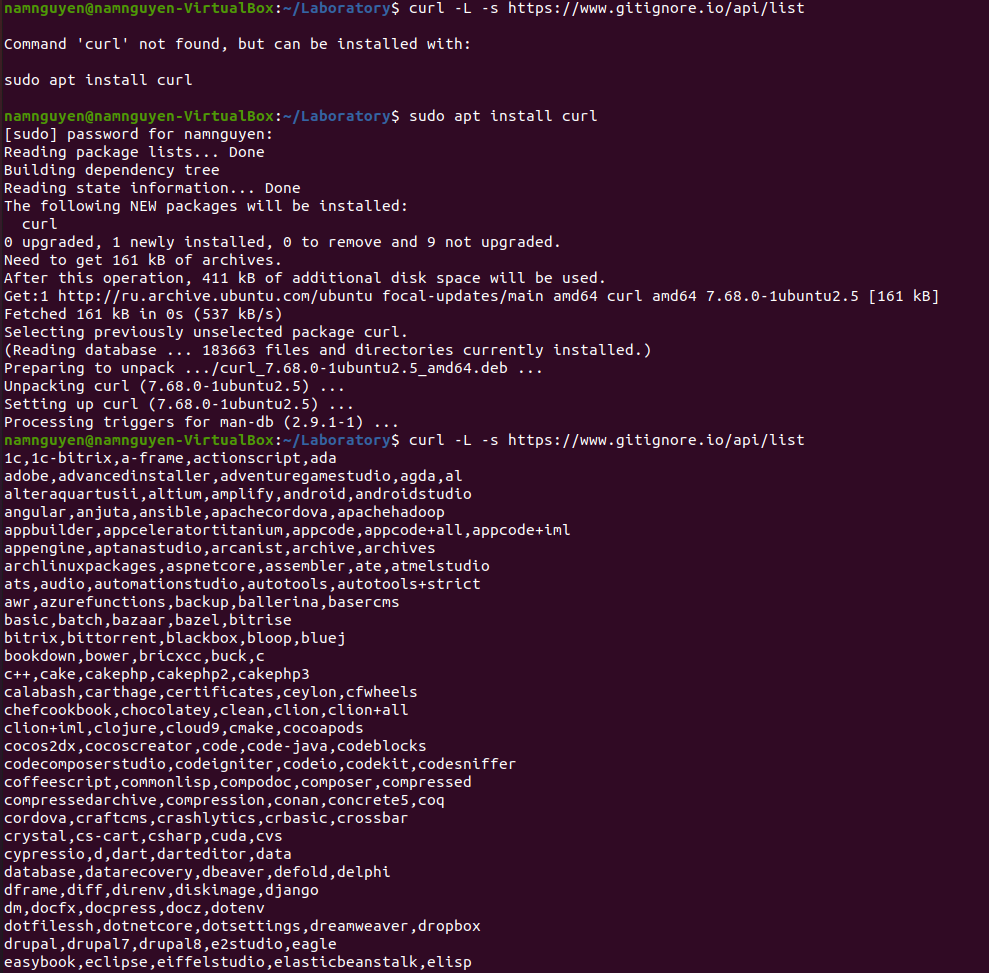 namnguyen@namnguyen-VirtualBox:~/Laboratory$ curl -L -s https://www.gitignore.io/api/list
Command 'curl' not found, but can be installed with:
sudo apt install curl
namnguyen@namnguyen-VirtualBox:~/Laboratory$ sudo apt install curl
[sudo] password for namnguyen:
Reading package lists... Done
Building dependency tree
Reading state information... Done
The following NEW packages will be installed:
  curl
0 upgraded, 1 newly installed, 0 to remove and 9 not upgraded.
Need to get 161 kB of archives.
After this operation, 411 kB of additional disk space will be used.
Get:1 http://ru.archive.ubuntu.com/ubuntu focal-updates/main amd64 curl amd64 7.68.0-1ubuntu2.5 [161 kB]
Fetched 161 kB in 0s (537 kB/s)
Selecting previously unselected package curl.
(Reading database ... 183663 files and directories currently installed.)
Preparing to unpack .../curl_7.68.0-1ubuntu2.5_amd64.deb ...
Unpacking curl (7.68.0-1ubuntu2.5) ...
Setting up curl (7.68.0-1ubuntu2.5) ...
Processing triggers for man-db (2.9.1-1) ...
namnguyen@namnguyen-VirtualBox:~/Laboratory$ curl -L -s https://www.gitignore.io/api/list
1c,1c-bitrix,a-frame,actionscript,ada
adobe,advancedinstaller,adventuregamestudio,agda,al
alteraquartusii,altium,amplify,android,androidstudio
angular,anjuta,ansible,apachecordova,apachehadoop
appbuilder,appceleratortitanium,appcode,appcode+all,appcode+iml
appengine,aptanastudio,arcanist,archive,archives
archlinuxpackages,aspnetcore,assembler,ate,atmelstudio
ats,audio,automationstudio,autotools,autotools+strict
awr,azurefunctions,backup,ballerina,basercms
basic,batch,bazaar,bazel,bitrise
bitrix,bittorrent,blackbox,bloop,bluej
bookdown,bower,bricxcc,buck,c
c++,cake,cakephp,cakephp2,cakephp3
calabash,carthage,certificates,ceylon,cfwheels
chefcookbook,chocolatey,clean,clion,clion+all
clion+iml,clojure,cloud9,cmake,cocoapods
cocos2dx,cocoscreator,code,code-java,codeblocks
codecomposerstudio,codeigniter,codeio,codekit,codesniffer
coffeescript,commonlisp,compodoc,composer,compressed
compressedarchive,compression,conan,concrete5,coq
cordova,craftcms,crashlytics,crbasic,crossbar
crystal,cs-cart,csharp,cuda,cvs
cypressio,d,dart,darteditor,data
database,datarecovery,dbeaver,defold,delphi
dframe,diff,direnv,diskimage,django
dm,docfx,docpress,docz,dotenv
dotfilessh,dotnetcore,dotsettings,dreamweaver,dropbox
drupal,drupal7,drupal8,e2studio,eagle
easybook,eclipse,eiffelstudio,elasticbeanstalk,elisp